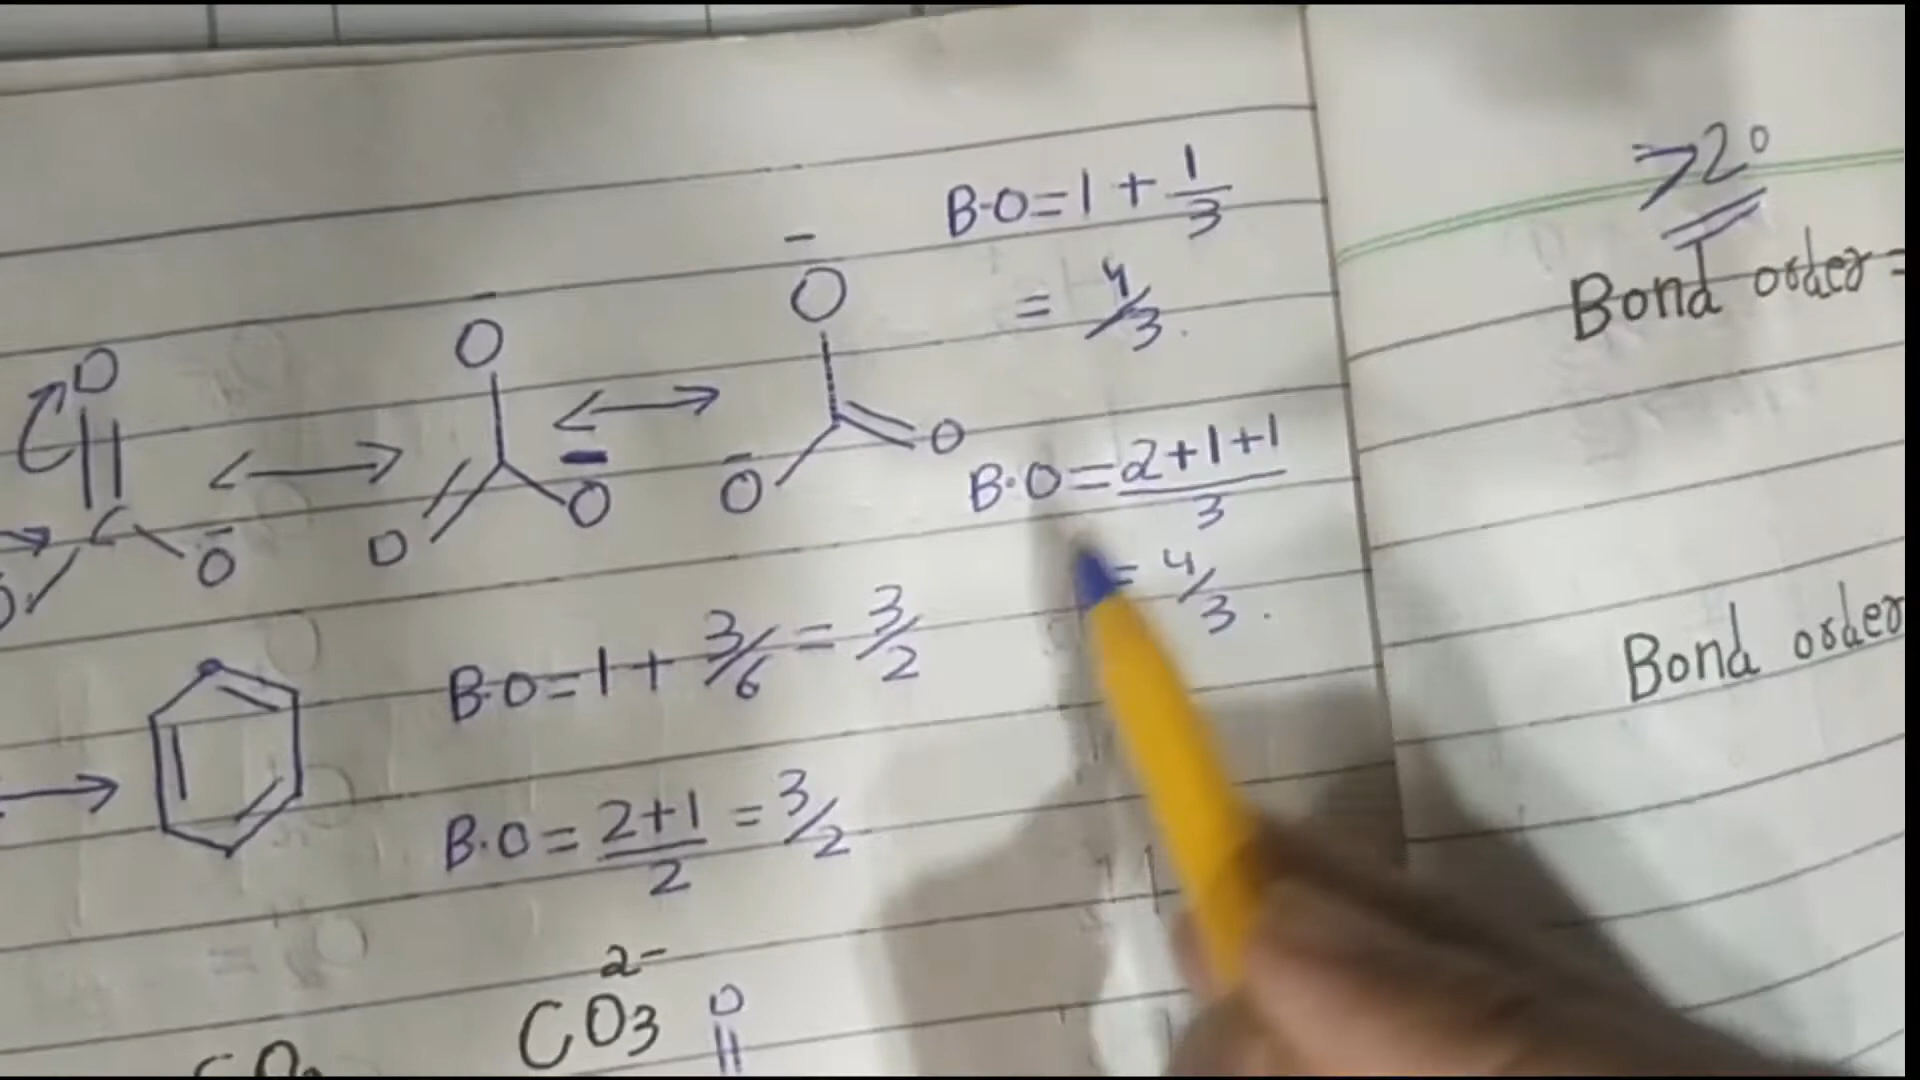 B.O = 1 + 1/3
= 4/3.
O
O
O
C
O
O
O
O
O
O
B.O = 2+1+1/3
= 4/3.
B.O = 1 + 3/6 = 3/2
B.O = 2+1/2 = 3/2
CO3 2-
O
>2°
Bond order =
Bond order